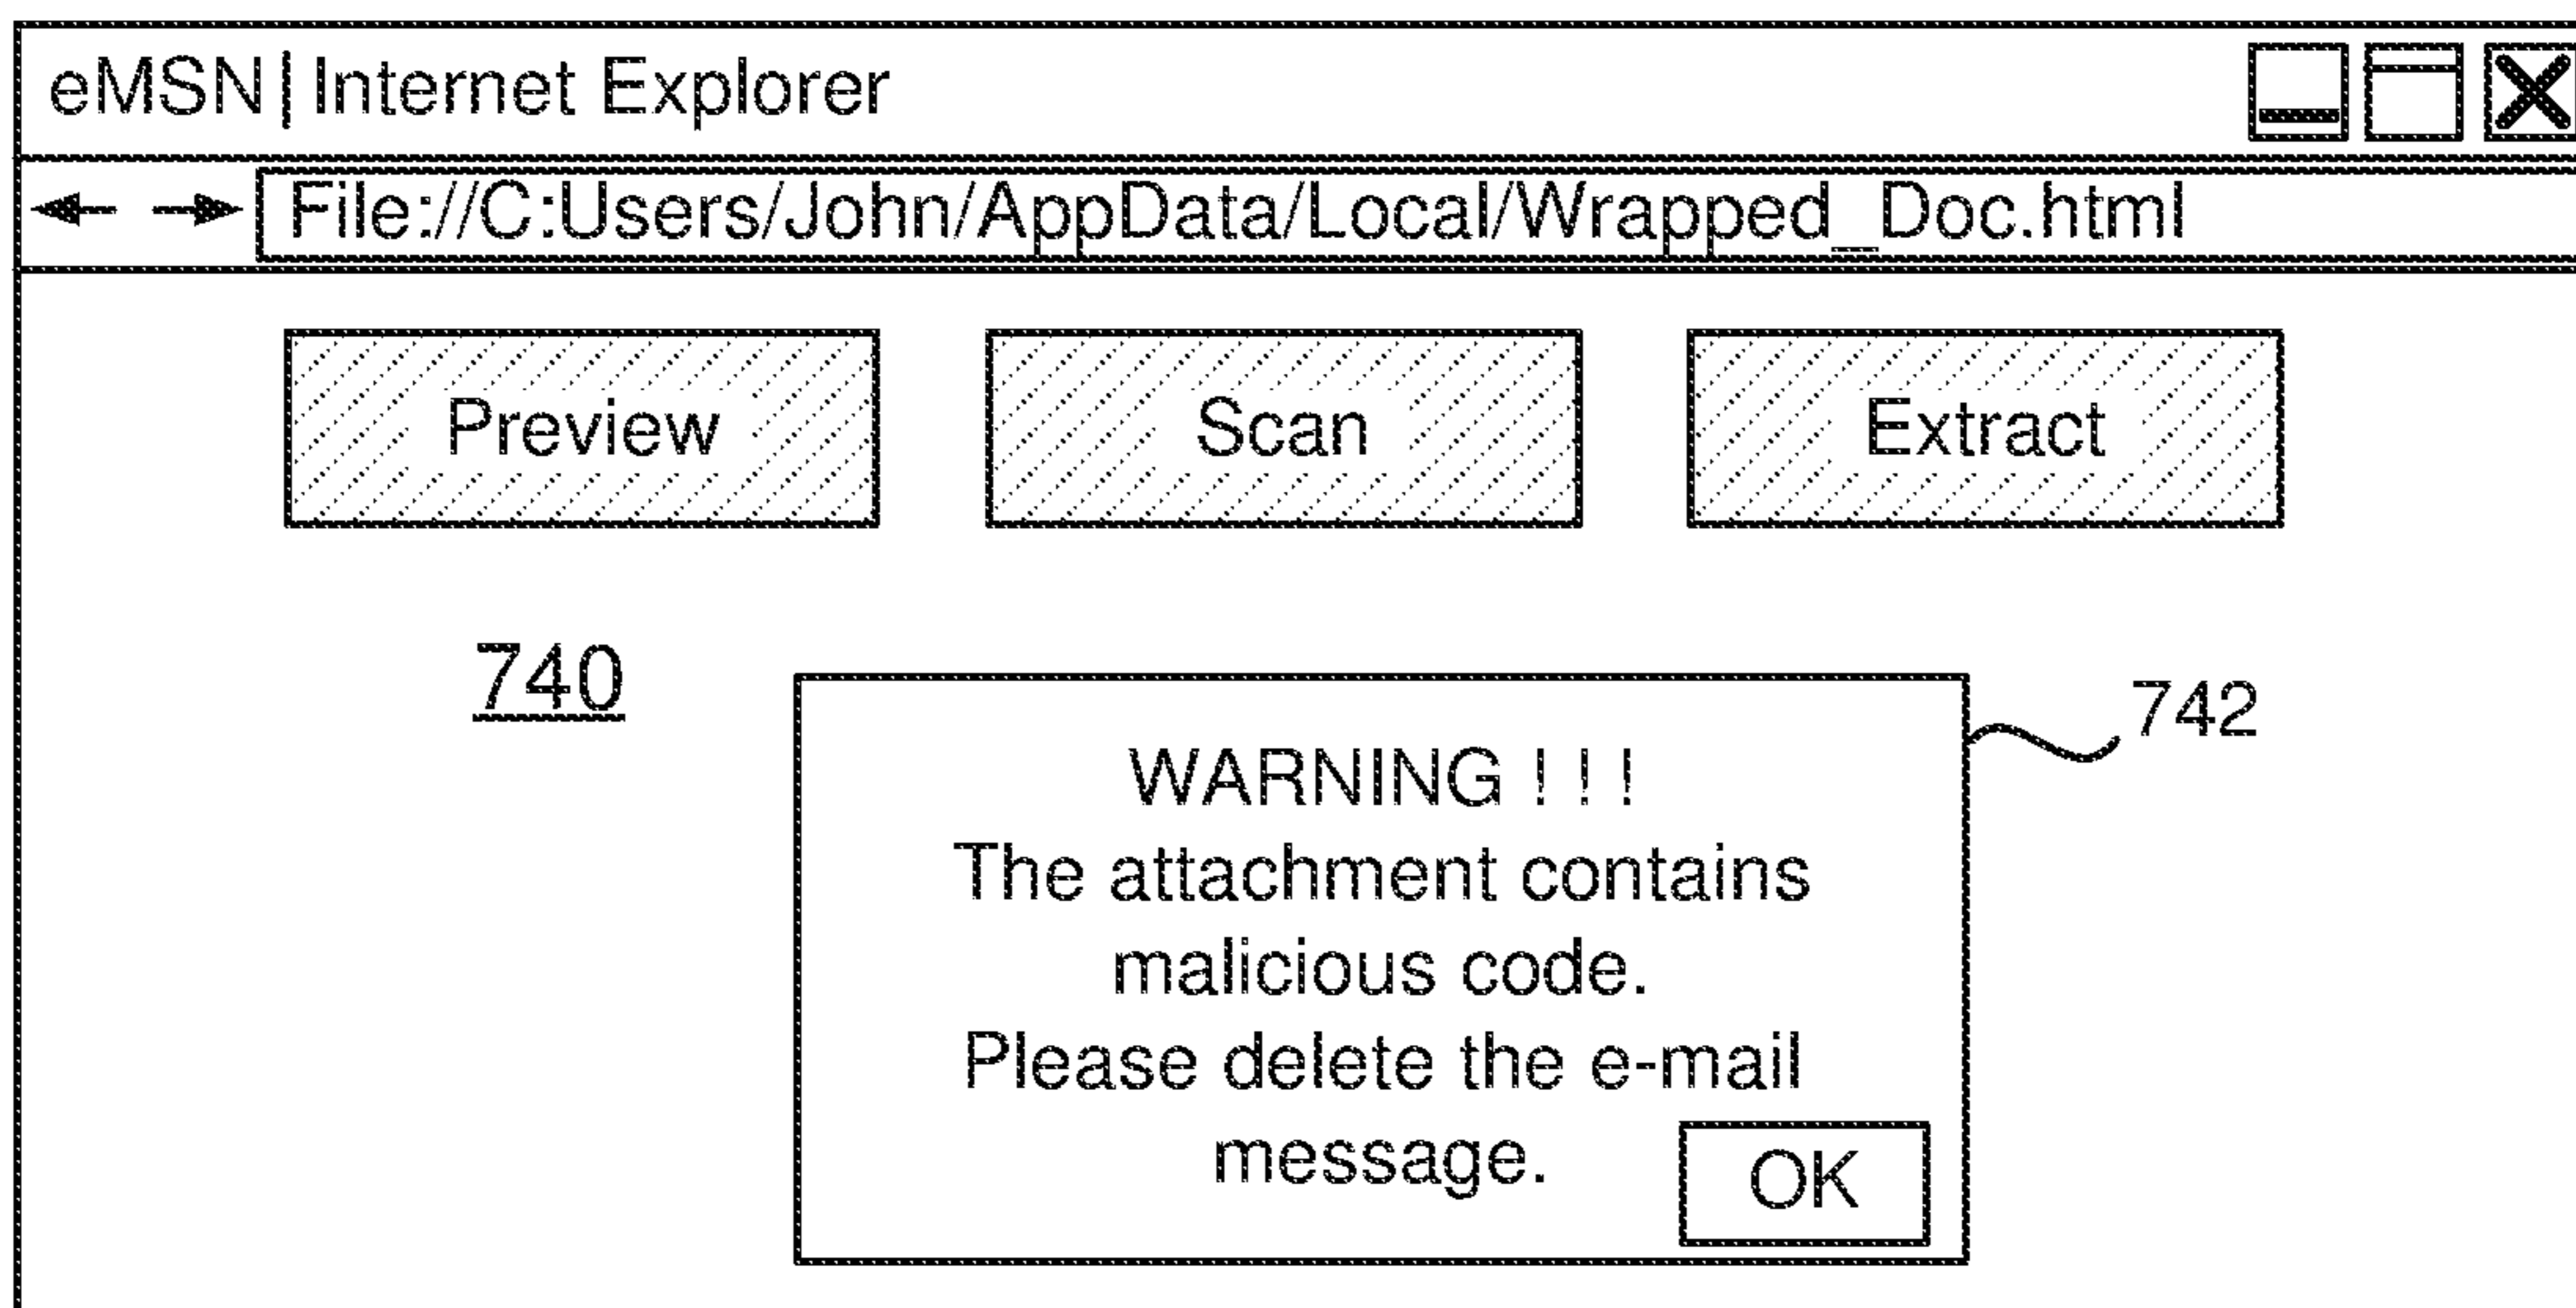 eMSN | Internet Explorer
File://C:Users/John/AppData/Local/Wrapped_Doc.html
Preview
Scan
Extract
740
742
WARNING ! ! !
The attachment contains
malicious code.
Please delete the e-mail
message.
OK